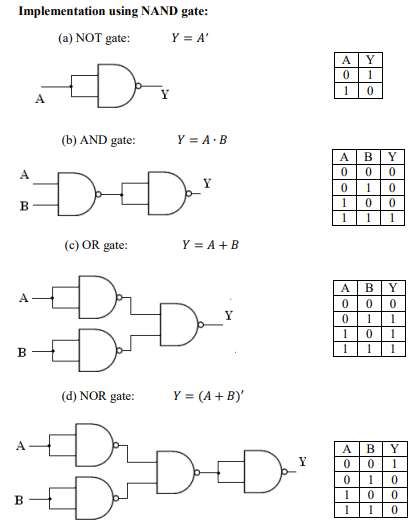 Implementation using NAND gate:
(a) NOT gate: Y = A′
A Y
0 1
1 0
A
Y
(b) AND gate: Y = A · B
A B Y
0 0 0
0 1 0
1 0 0
1 1 1
A
Y
B
(c) OR gate: Y = A + B
A B Y
0 0 0
0 1 1
1 0 1
1 1 1
A
Y
B
(d) NOR gate: Y = (A + B)′
A B Y
0 0 1
0 1 0
1 0 0
1 1 0
A
Y
B